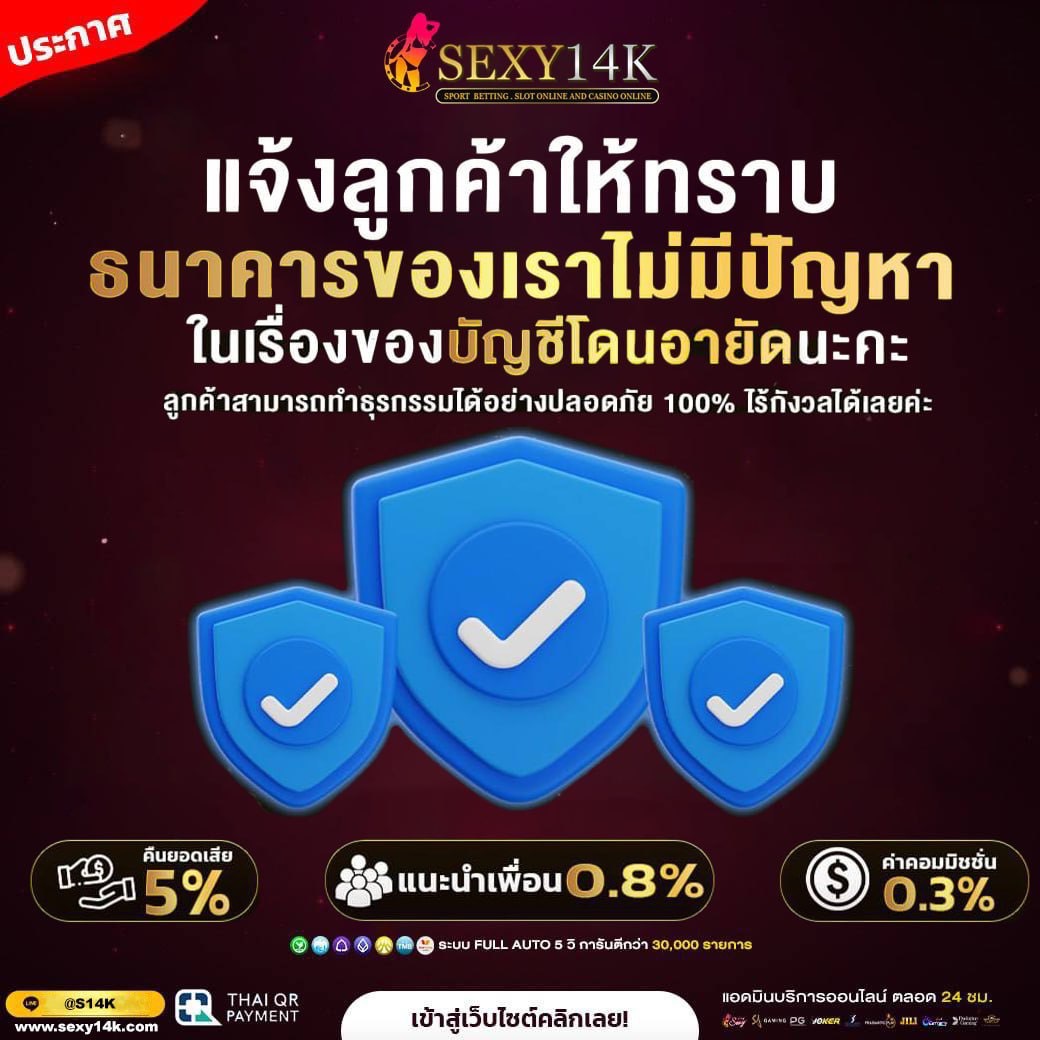 ประกาศ
SEXY14K
SPORT BETTING . SLOT ONLINE AND CASINO ONLINE
แจ้งลูกค้าให้ทราบ
ธนาคารของเราไม่มีปัญหา
ในเรื่องของบัญชีโดนอายัดนะคะ
ลูกค้าสามารถทำธุรกรรมได้อย่างปลอดภัย 100% ไร้กังวลได้เลยค่ะ
คืนยอดเสีย
5%
แนะนำเพื่อน 0.8%
ค่าคอมมิชชั่น
0.3%
ระบบ FULL AUTO 5 วิ การันตีกว่า 30,000 รายการ
LINE @S14K
www.sexy14k.com
THAI QR
PAYMENT
เข้าสู่เว็บไซต์คลิกเลย!
แอดมินบริการออนไลน์ ตลอด 24 ชม.
GAMING PG JOKER JILI